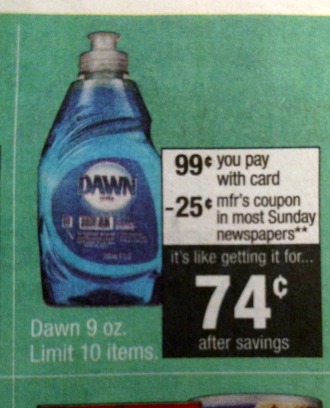 DAWN
99¢ you pay
with card
-25¢ mfr's coupon
in most Sunday
newspapers**
it's like getting it for...
74¢
after savings
Dawn 9 oz.
Limit 10 items.